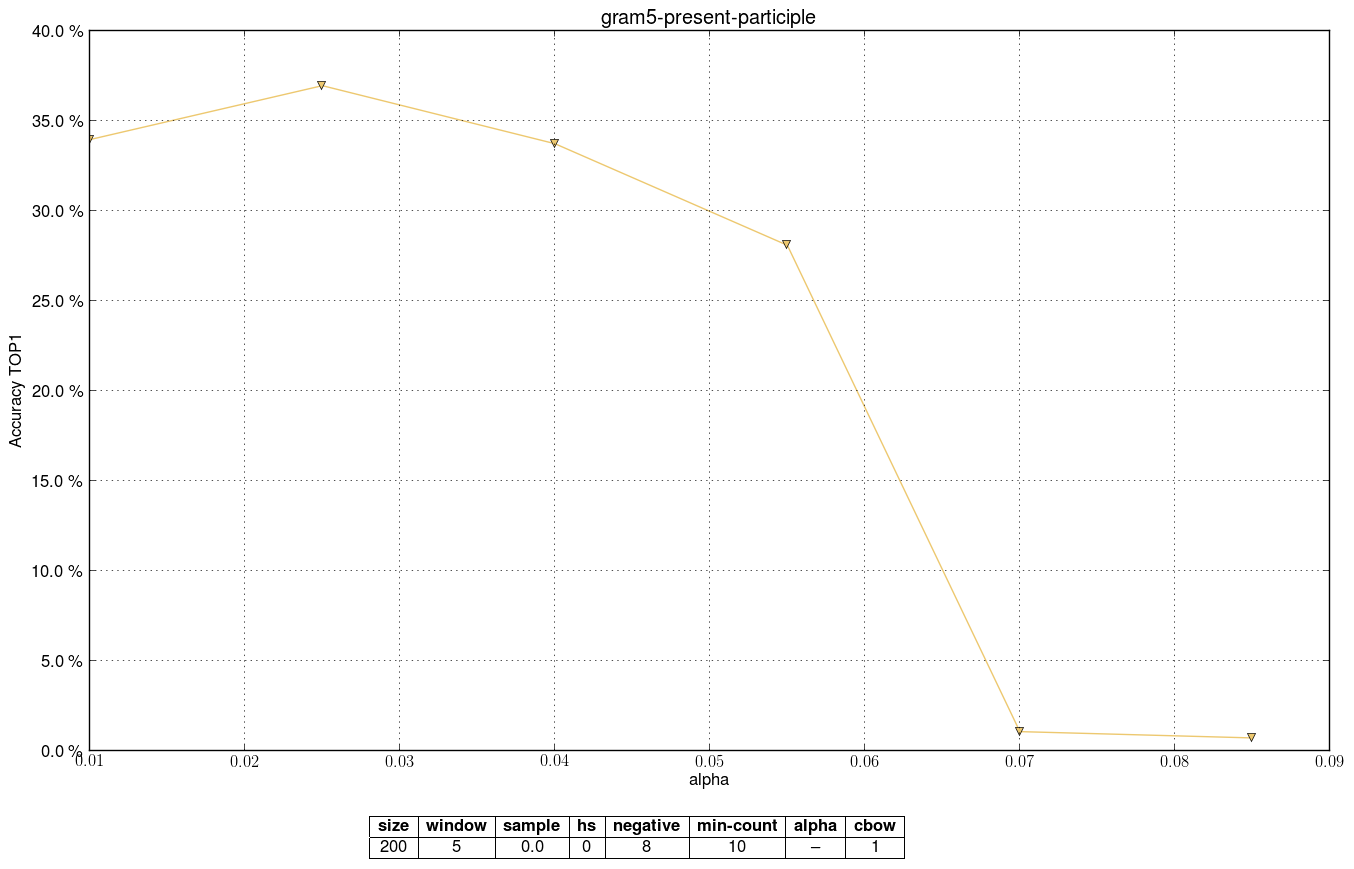 gram5-present-participle
40.0 %
35.0 %
30.0 %
25.0 %
20.0 %
15.0 %
10.0 %
5.0 %
0.0 %
Accuracy TOP1
0.01 0.02 0.03 0.04 0.05 0.06 0.07 0.08 0.09
alpha
size window sample hs negative min-count alpha cbow
200 5 0.0 0 8 10 – 1